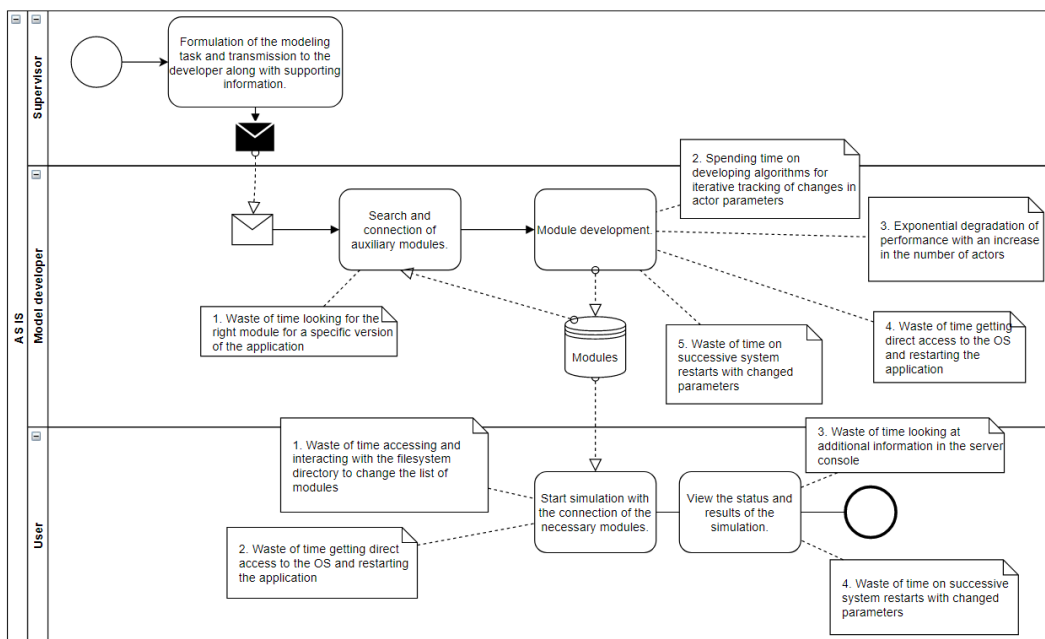 AS IS
Supervisor
Formulation of the modeling
task and transmission to the
developer along with supporting
information.
Model developer
Search and
connection of
auxiliary modules.
Module development.
2. Spending time on
developing algorithms for
iterative tracking of changes in
actor parameters
3. Exponential degradation of
performance with an increase
in the number of actors
1. Waste of time looking for the
right module for a specific version
of the application
Modules
5. Waste of time on
successive system
restarts with changed
parameters
4. Waste of time getting
direct access to the OS
and restarting the
application
User
1. Waste of time accessing and
interacting with the filesystem
directory to change the list of
modules
2. Waste of time getting direct
access to the OS and restarting
the application
Start simulation with
the connection of the
necessary modules.
View the status and
results of the
simulation.
3. Waste of time looking at
additional information in the server
console
4. Waste of time on successive
system restarts with changed
parameters